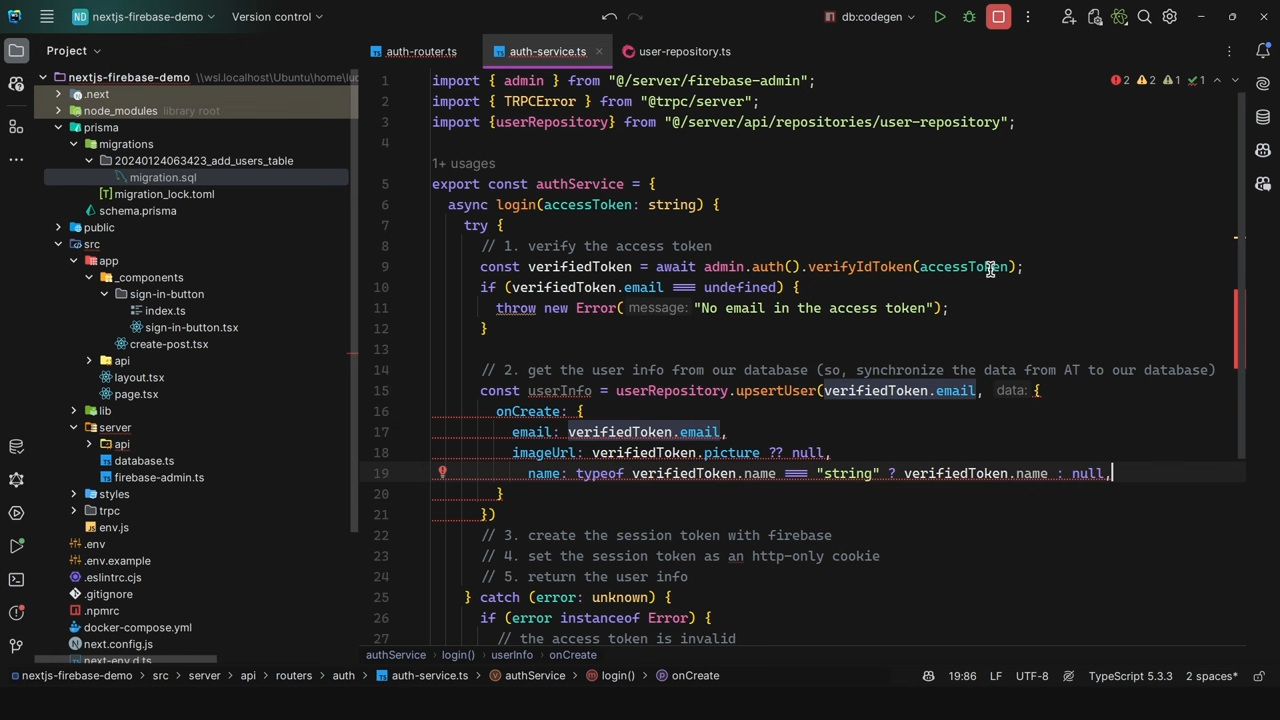 ND nextjs-firebase-demo Version control db:codegen
Project auth-router.ts auth-service.ts user-repository.ts
nextjs-firebase-demo \\wsl.localhost\Ubuntu\home\luc
.next
node_modules library root
prisma
migrations
20240124063423_add_users_table
migration.sql
migration_lock.toml
schema.prisma
public
src
app
_components
sign-in-button
index.ts
sign-in-button.tsx
create-post.tsx
api
layout.tsx
page.tsx
lib
server
api
database.ts
firebase-admin.ts
styles
trpc
env.js
.env
.env.example
.eslintrc.cjs
.gitignore
.npmrc
docker-compose.yml
next.config.js
next-env.d.ts
2 2 1 1
1 import { admin } from "@/server/firebase-admin";
2 import { TRPCError } from "@trpc/server";
3 import {userRepository} from "@/server/api/repositories/user-repository";
4
1+ usages
5 export const authService = {
6 async login(accessToken: string) {
7 try {
8 // 1. verify the access token
9 const verifiedToken = await admin.auth().verifyIdToken(accessToken);
10 if (verifiedToken.email === undefined) {
11 throw new Error( message: "No email in the access token");
12 }
13
14 // 2. get the user info from our database (so, synchronize the data from AT to our database)
15 const userInfo = userRepository.upsertUser(verifiedToken.email, data: {
16 onCreate: {
17 email: verifiedToken.email,
18 imageUrl: verifiedToken.picture ?? null,
19 name: typeof verifiedToken.name === "string" ? verifiedToken.name : null,
20 }
21 })
22 // 3. create the session token with firebase
23 // 4. set the session token as an http-only cookie
24 // 5. return the user info
25 } catch (error: unknown) {
26 if (error instanceof Error) {
27 // the access token is invalid
authService login() userInfo onCreate
nextjs-firebase-demo > src > server > api > routers > auth > auth-service.ts > authService > login() > onCreate 19:86 LF UTF-8 TypeScript 5.3.3 2 spaces*